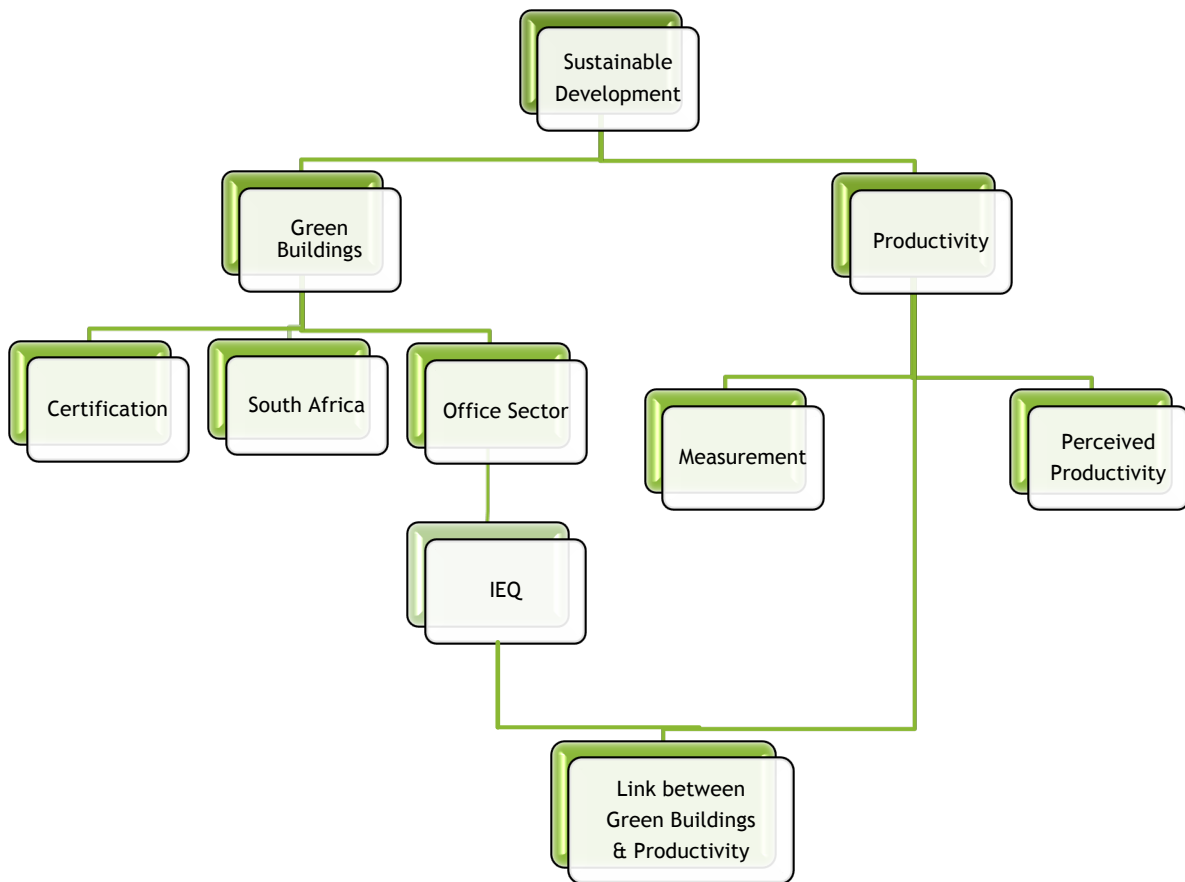 Sustainable
Development
Green
Buildings
Productivity
Certification
South Africa
Office Sector
Measurement
Perceived
Productivity
IEQ
Link between
Green Buildings
& Productivity